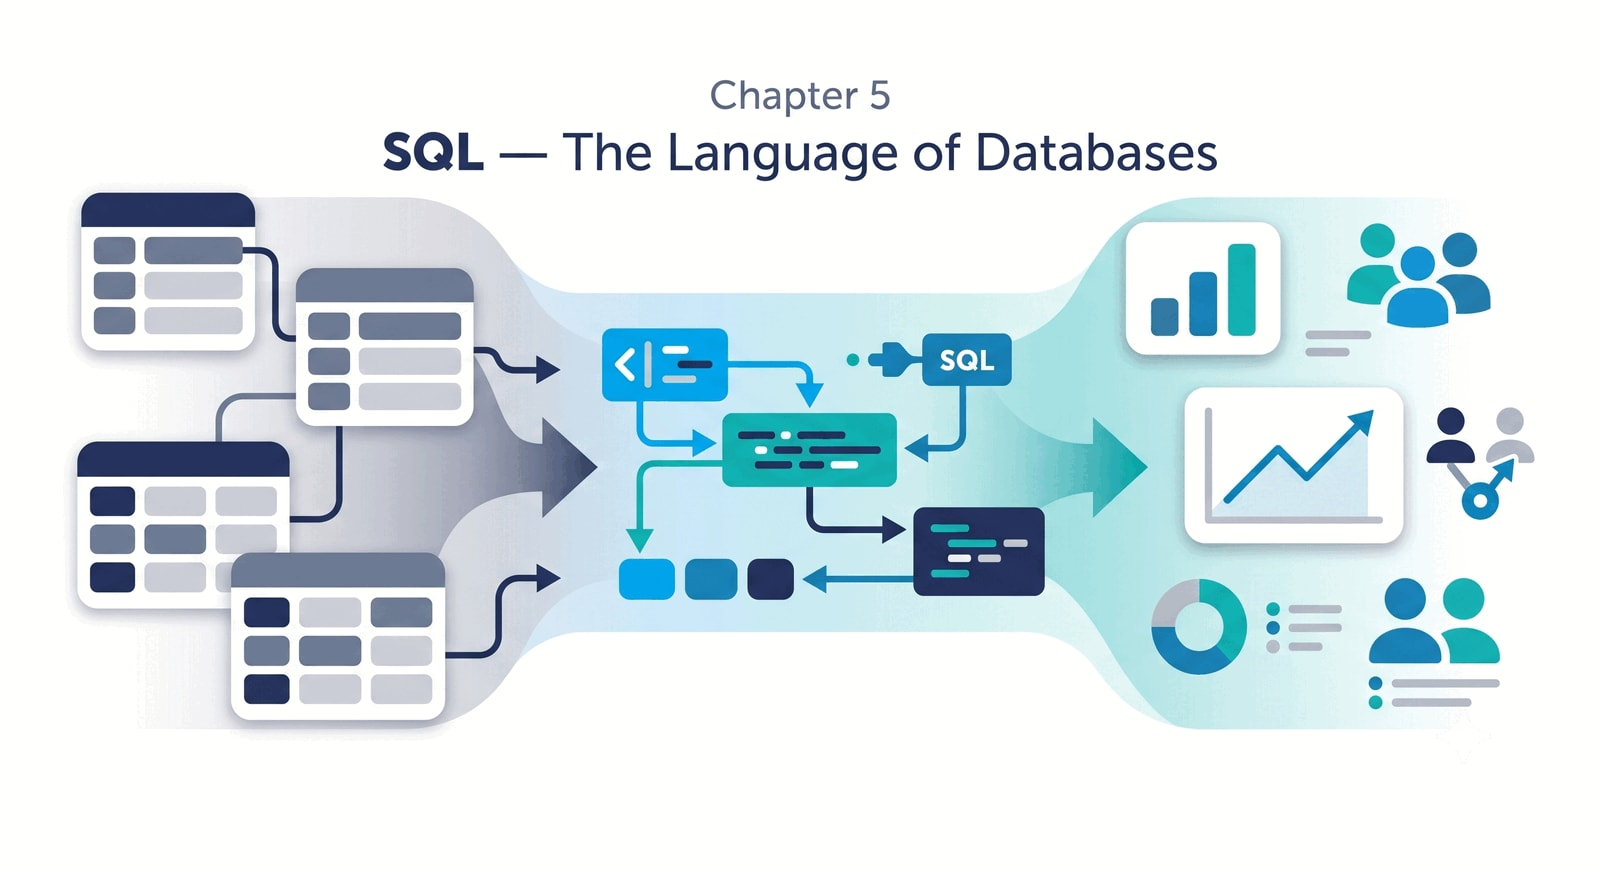 Chapter 5
SQL — The Language of Databases
SQL